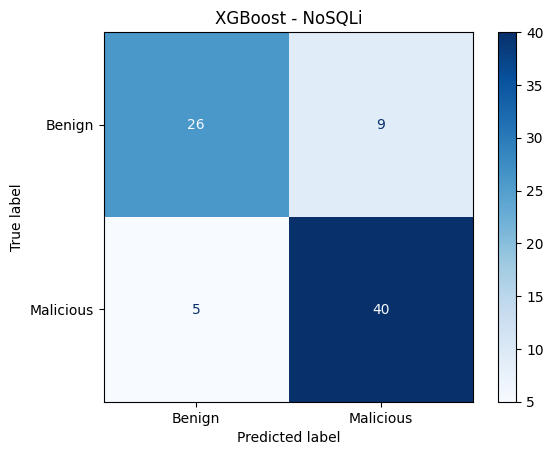 XGBoost - NoSQLi
True label
Benign
26
9
Malicious
5
40
Benign
Malicious
Predicted label
40
35
30
25
20
15
10
5